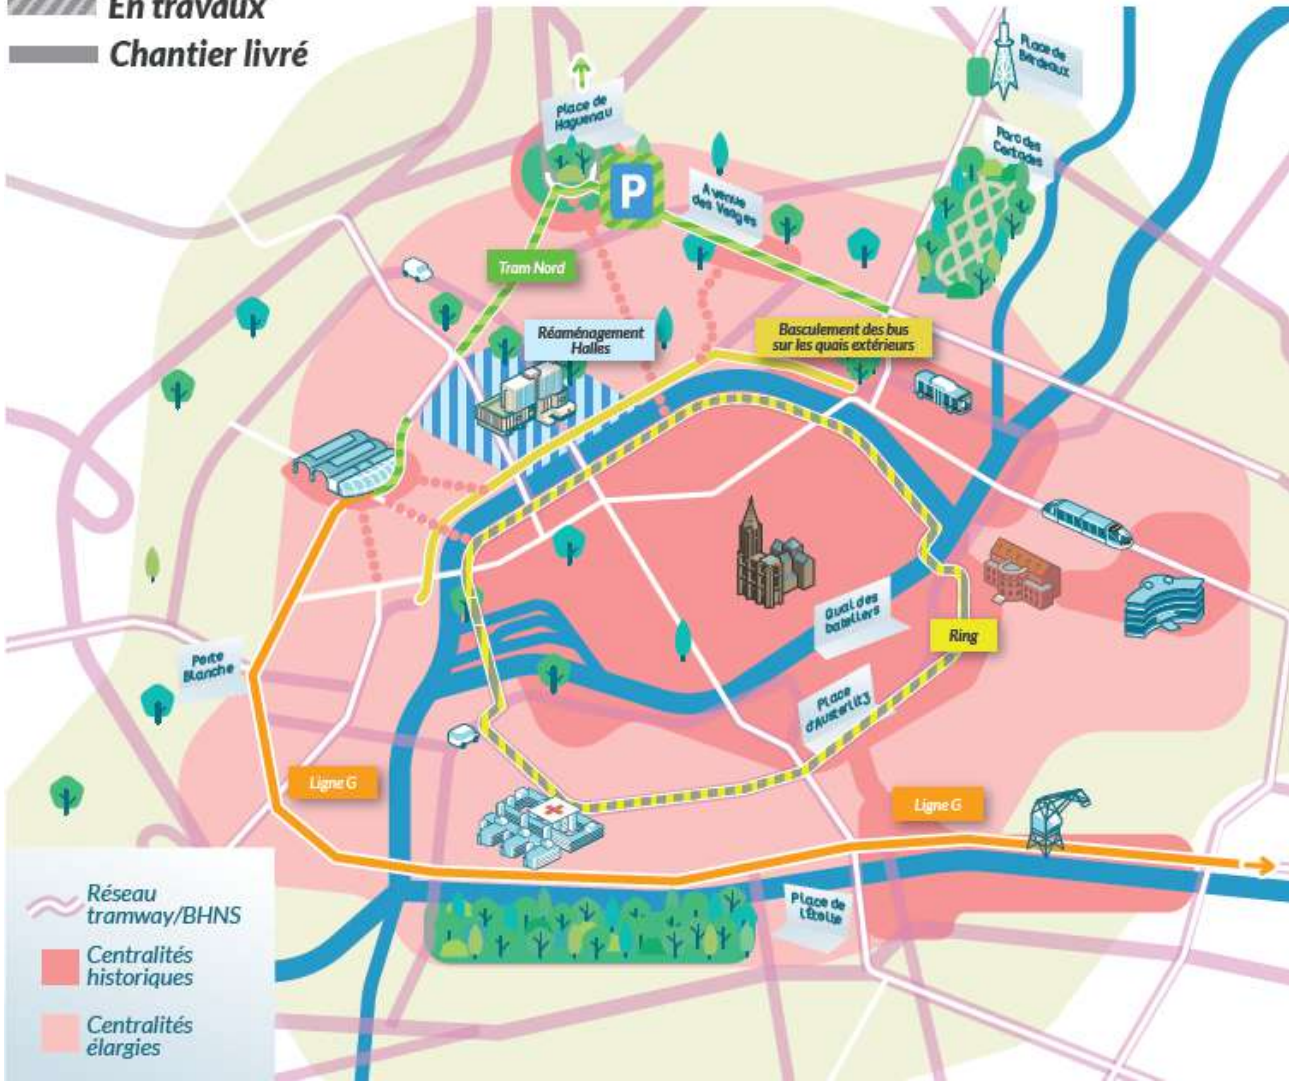 En travaux
Chantier livré
Place de
Bordeaux
Place de
Haguenau
Parc des
Contades
P
Avenue
des Vosges
Tram Nord
Réaménagement
Halles
Basculement des bus
sur les quais extérieurs
Quai des
bateliers
Ring
Porte
Blanche
Place
d'Austerlitz
Ligne G
Ligne G
Place de
l'Étoile
Réseau
tramway/BHNS
Centralités
historiques
Centralités
élargies